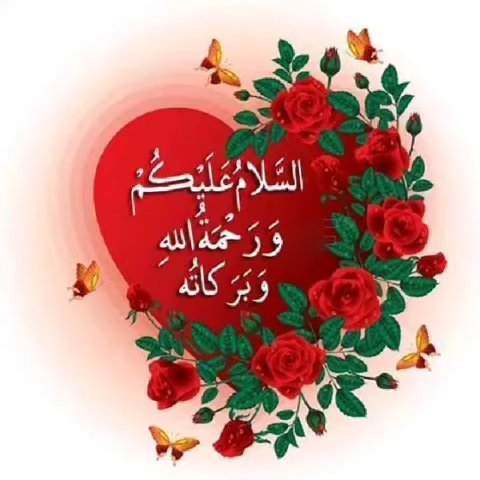 السَّلَامُ عَلَيْكُمْ
وَرَحْمَةُ اللهِ
وَبَرَكَاتُه